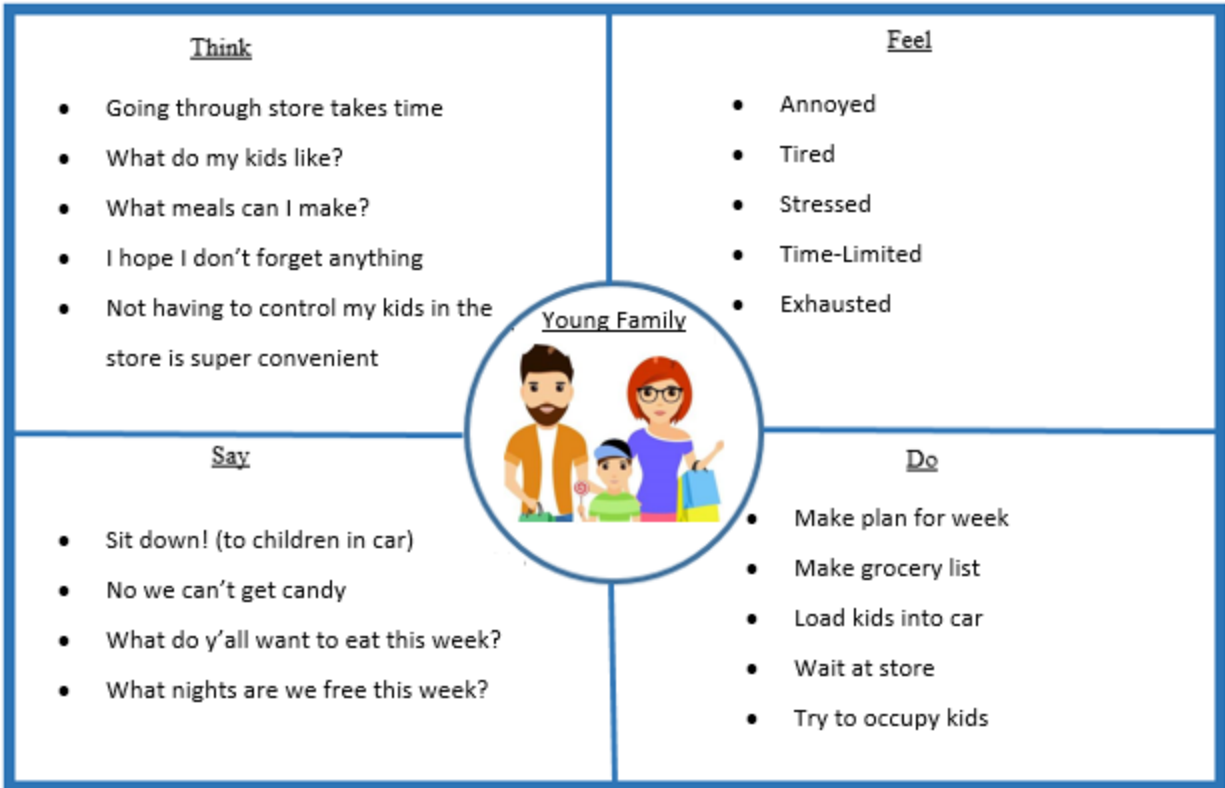 Think
• Going through store takes time
• What do my kids like?
• What meals can I make?
• I hope I don’t forget anything
• Not having to control my kids in the
store is super convenient
Feel
• Annoyed
• Tired
• Stressed
• Time-Limited
• Exhausted
Young Family
Say
• Sit down! (to children in car)
• No we can’t get candy
• What do y’all want to eat this week?
• What nights are we free this week?
Do
• Make plan for week
• Make grocery list
• Load kids into car
• Wait at store
• Try to occupy kids